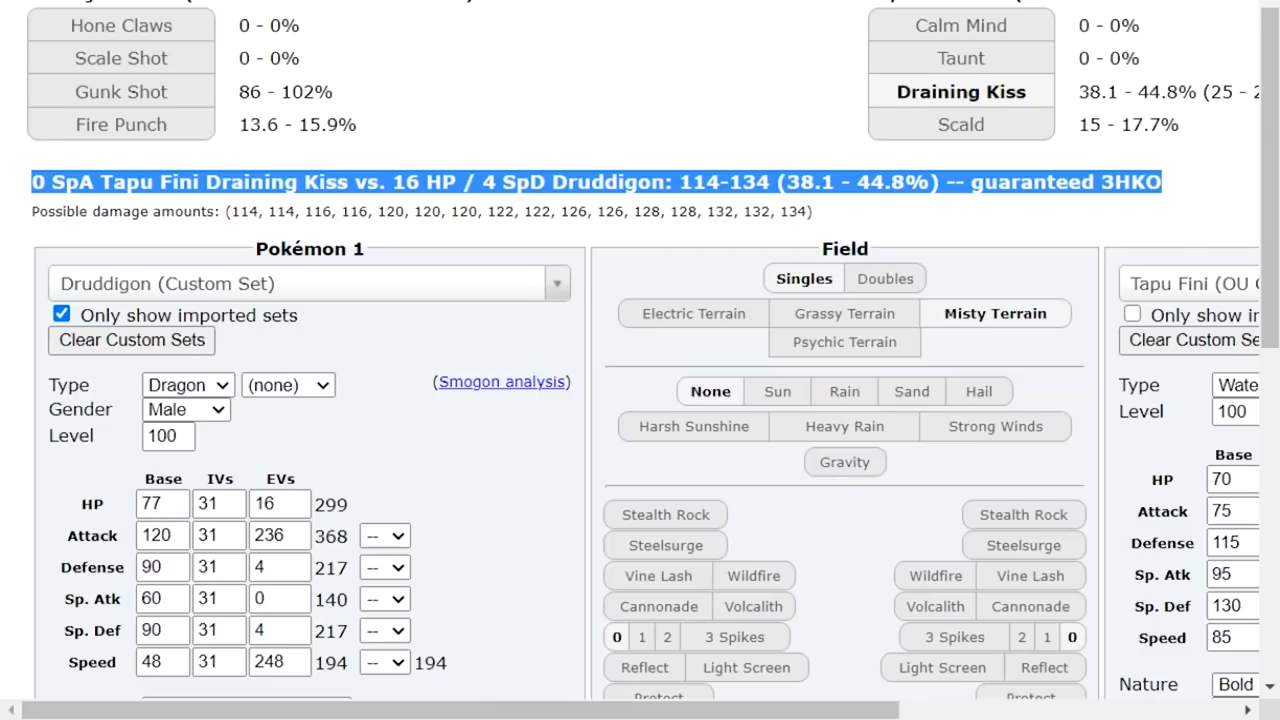 Hone Claws 0 - 0% Calm Mind 0 - 0%
Scale Shot 0 - 0% Taunt 0 - 0%
Gunk Shot 86 - 102% Draining Kiss 38.1 - 44.8% (25 -
Fire Punch 13.6 - 15.9% Scald 15 - 17.7%
0 SpA Tapu Fini Draining Kiss vs. 16 HP / 4 SpD Druddigon: 114-134 (38.1 - 44.8%) -- guaranteed 3HKO
Possible damage amounts: (114, 114, 116, 116, 120, 120, 120, 122, 122, 126, 126, 128, 128, 132, 132, 134)
Pokémon 1
Druddigon (Custom Set)
Only show imported sets
Clear Custom Sets
Type Dragon (none) (Smogon analysis)
Gender Male
Level 100
Base IVs EVs
HP 77 31 16 299
Attack 120 31 236 368 --
Defense 90 31 4 217 --
Sp. Atk 60 31 0 140 --
Sp. Def 90 31 4 217 --
Speed 48 31 248 194 -- 194
Field
Singles Doubles
Electric Terrain Grassy Terrain Misty Terrain
Psychic Terrain
None Sun Rain Sand Hail
Harsh Sunshine Heavy Rain Strong Winds
Gravity
Stealth Rock Stealth Rock
Steelsurge Steelsurge
Vine Lash Wildfire Wildfire Vine Lash
Cannonade Volcalith Volcalith Cannonade
0 1 2 3 Spikes 3 Spikes 2 1 0
Reflect Light Screen Light Screen Reflect
Protect Protect
Tapu Fini (OU
Only show
Clear Custom
Type Wate
Level 100
Base
HP 70
Attack 75
Defense 115
Sp. Atk 95
Sp. Def 130
Speed 85
Nature Bold